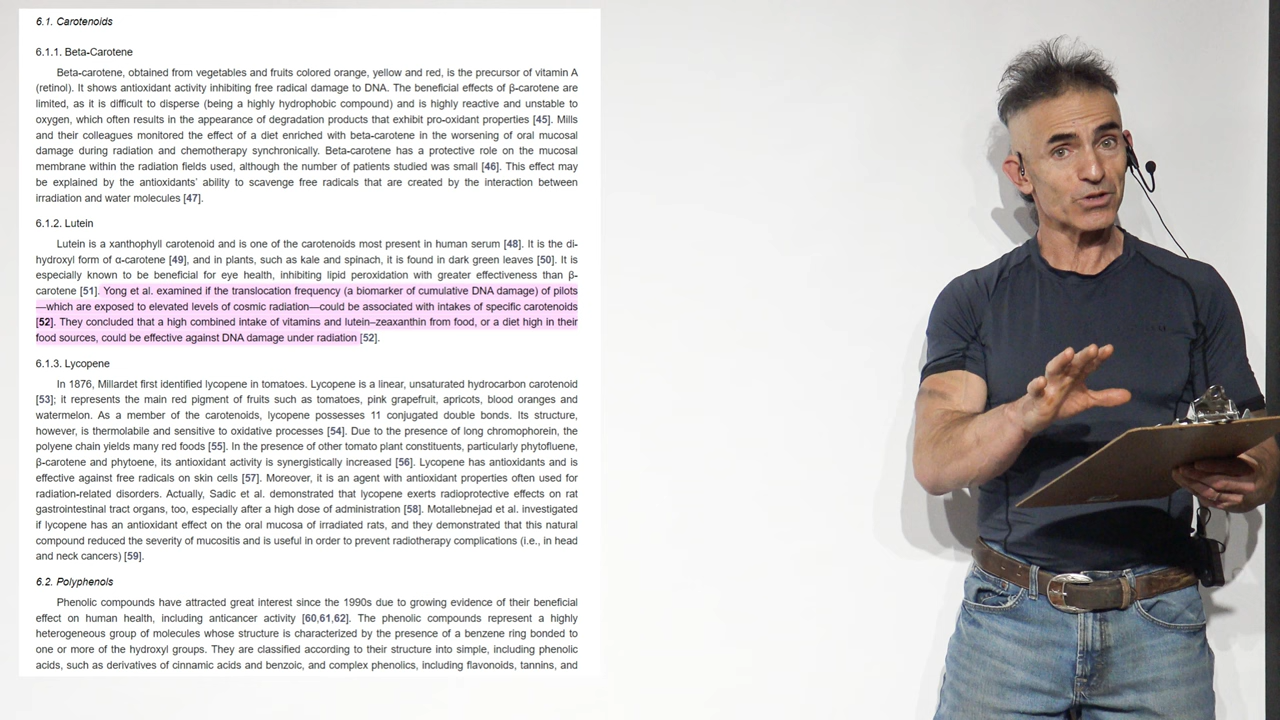 6.1. Carotenoids
6.1.1. Beta-Carotene
Beta-carotene, obtained from vegetables and fruits colored orange, yellow and red, is the precursor of vitamin A
(retinol). It shows antioxidant activity inhibiting free radical damage to DNA. The beneficial effects of β-carotene are
limited, as it is difficult to disperse (being a highly hydrophobic compound) and is highly reactive and unstable to
oxygen, which often results in the appearance of degradation products that exhibit pro-oxidant properties [45]. Mills
and their colleagues monitored the effect of a diet enriched with beta-carotene in the worsening of oral mucosal
damage during radiation and chemotherapy synchronically. Beta-carotene has a protective role on the mucosal
membrane within the radiation fields used, although the number of patients studied was small [46]. This effect may
be explained by the antioxidants' ability to scavenge free radicals that are created by the interaction between
irradiation and water molecules [47].
6.1.2. Lutein
Lutein is a xanthophyll carotenoid and is one of the carotenoids most present in human serum [48]. It is the di-
hydroxyl form of α-carotene [49], and in plants, such as kale and spinach, it is found in dark green leaves [50]. It is
especially known to be beneficial for eye health, inhibiting lipid peroxidation with greater effectiveness than β-
carotene [51]. Yong et al. examined if the translocation frequency (a biomarker of cumulative DNA damage) of pilots
—which are exposed to elevated levels of cosmic radiation—could be associated with intakes of specific carotenoids
[52]. They concluded that a high combined intake of vitamins and lutein–zeaxanthin from food, or a diet high in their
food sources, could be effective against DNA damage under radiation [52].
6.1.3. Lycopene
In 1876, Millardet first identified lycopene in tomatoes. Lycopene is a linear, unsaturated hydrocarbon carotenoid
[53]; it represents the main red pigment of fruits such as tomatoes, pink grapefruit, apricots, blood oranges and
watermelon. As a member of the carotenoids, lycopene possesses 11 conjugated double bonds. Its structure,
however, is thermolabile and sensitive to oxidative processes [54]. Due to the presence of long chromophorein, the
polyene chain yields many red foods [55]. In the presence of other tomato plant constituents, particularly phytofluene,
β-carotene and phytoene, its antioxidant activity is synergistically increased [56]. Lycopene has antioxidants and is
effective against free radicals on skin cells [57]. Moreover, it is an agent with antioxidant properties often used for
radiation-related disorders. Actually, Sadic et al. demonstrated that lycopene exerts radioprotective effects on rat
gastrointestinal tract organs, too, especially after a high dose of administration [58]. Motallebnejad et al. investigated
if lycopene has an antioxidant effect on the oral mucosa of irradiated rats, and they demonstrated that this natural
compound reduced the severity of mucositis and is useful in order to prevent radiotherapy complications (i.e., in head
and neck cancers) [59].
6.2. Polyphenols
Phenolic compounds have attracted great interest since the 1990s due to growing evidence of their beneficial
effect on human health, including anticancer activity [60,61,62]. The phenolic compounds represent a highly
heterogeneous group of molecules whose structure is characterized by the presence of a benzene ring bonded to
one or more of the hydroxyl groups. They are classified according to their structure into simple, including phenolic
acids, such as derivatives of cinnamic acids and benzoic, and complex phenolics, including flavonoids, tannins, and